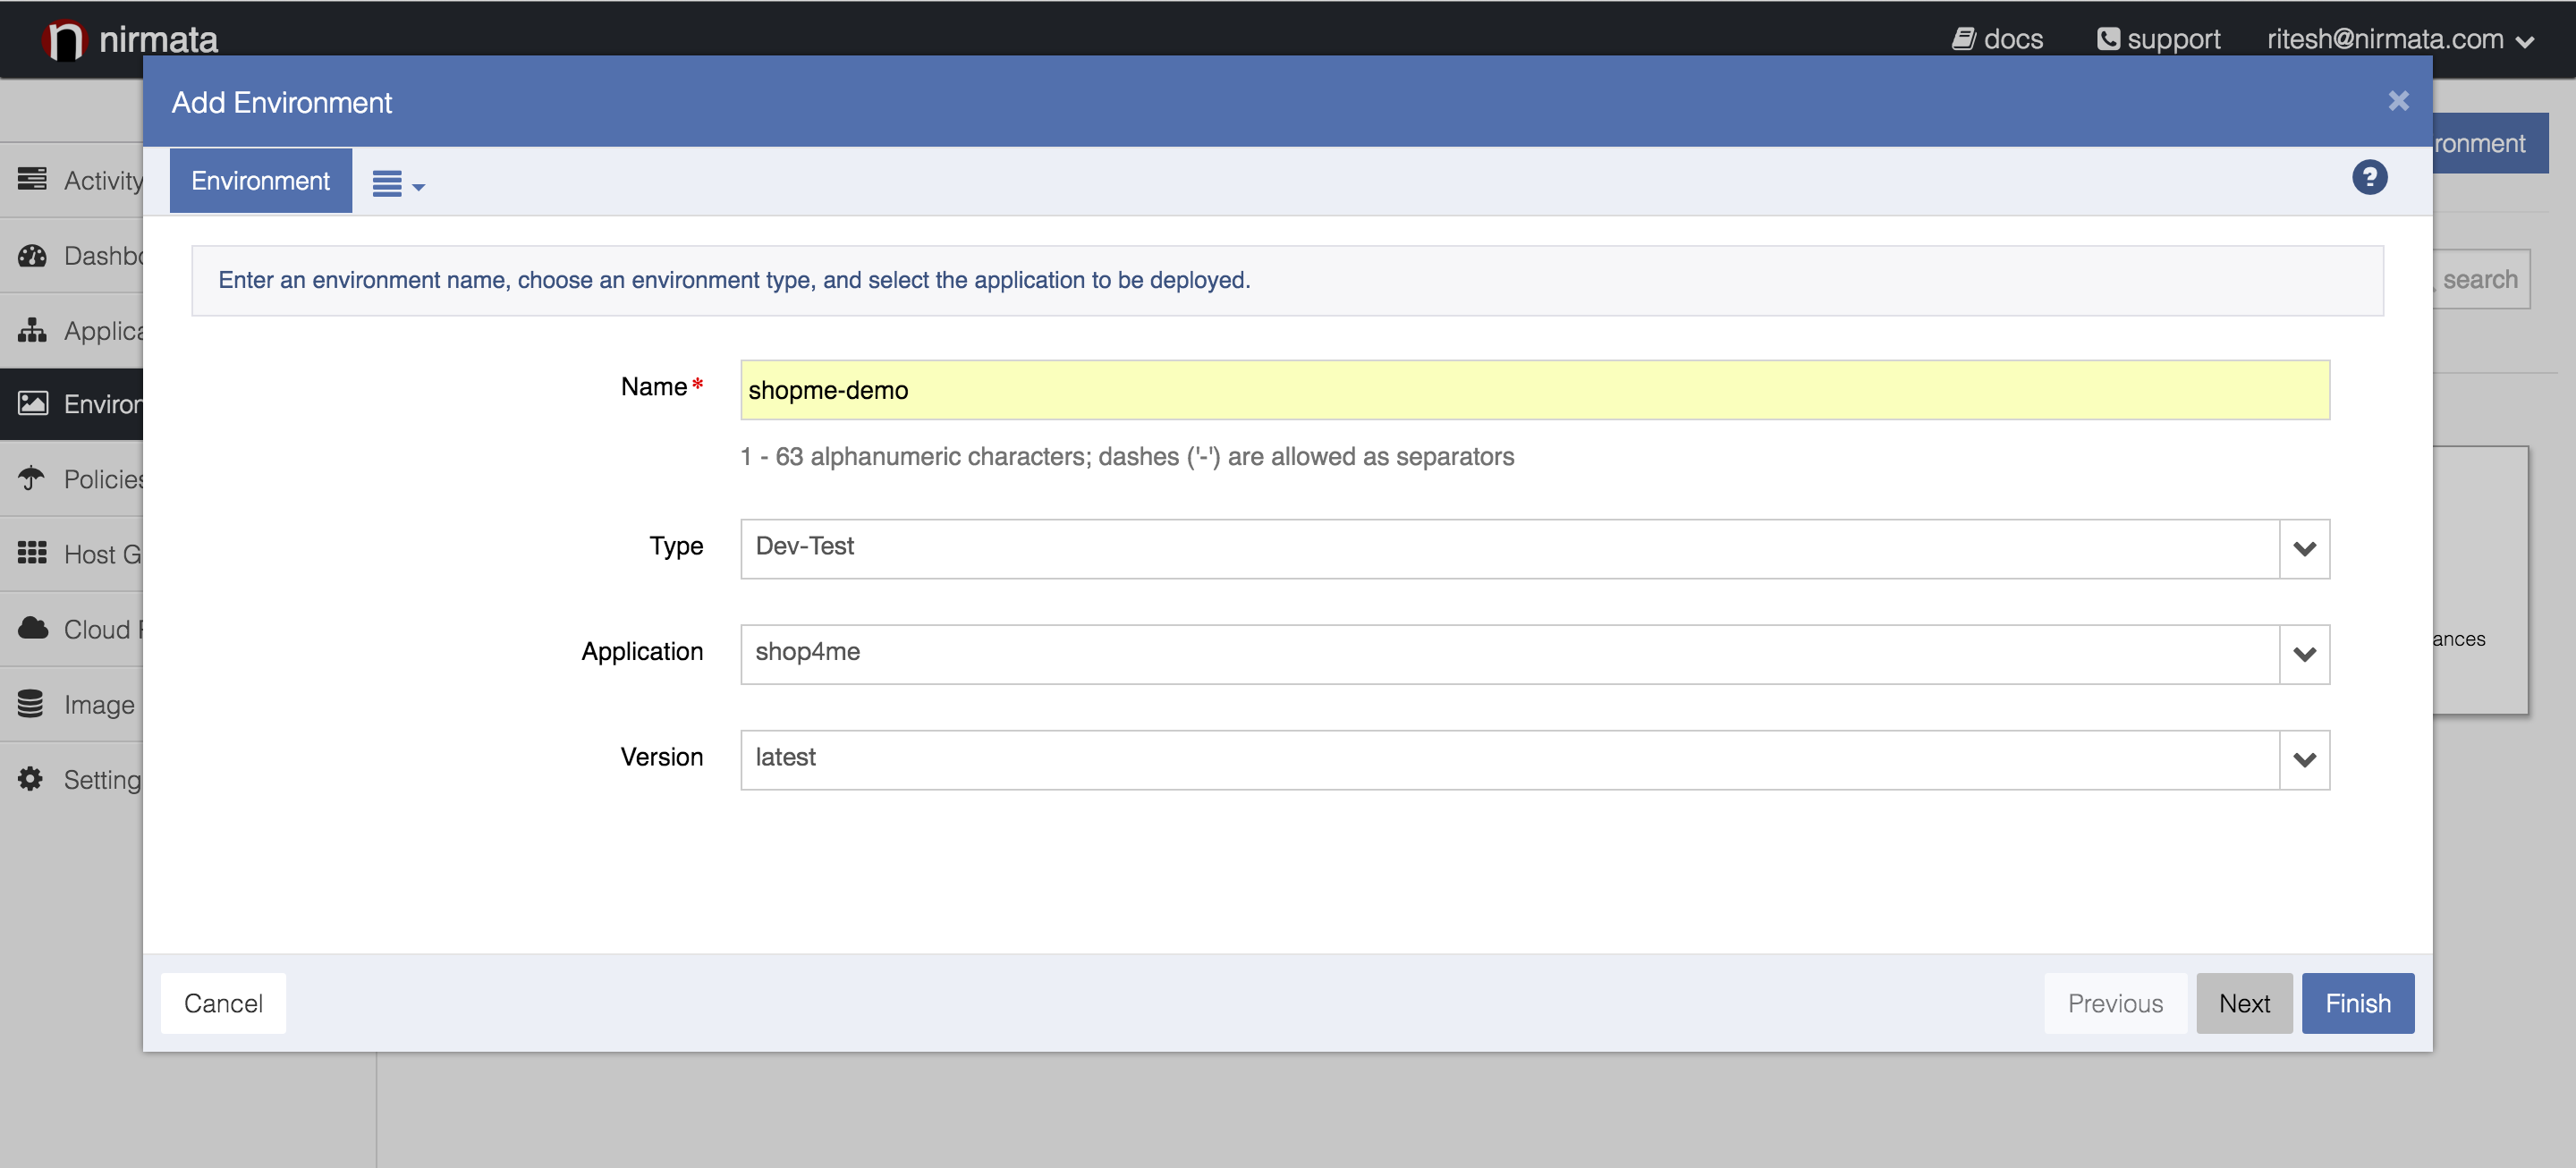 nirmata
docs support ritesh@nirmata.com
Add Environment
Environment
ronment
Enter an environment name, choose an environment type, and select the application to be deployed.
search
Activity
Dashbo
Applica
Environ
Policies
Host G
Cloud
Image
Setting
Name* shopme-demo
1 - 63 alphanumeric characters; dashes ('-') are allowed as separators
Type Dev-Test
Application shop4me
Version latest
ances
Cancel Previous Next Finish